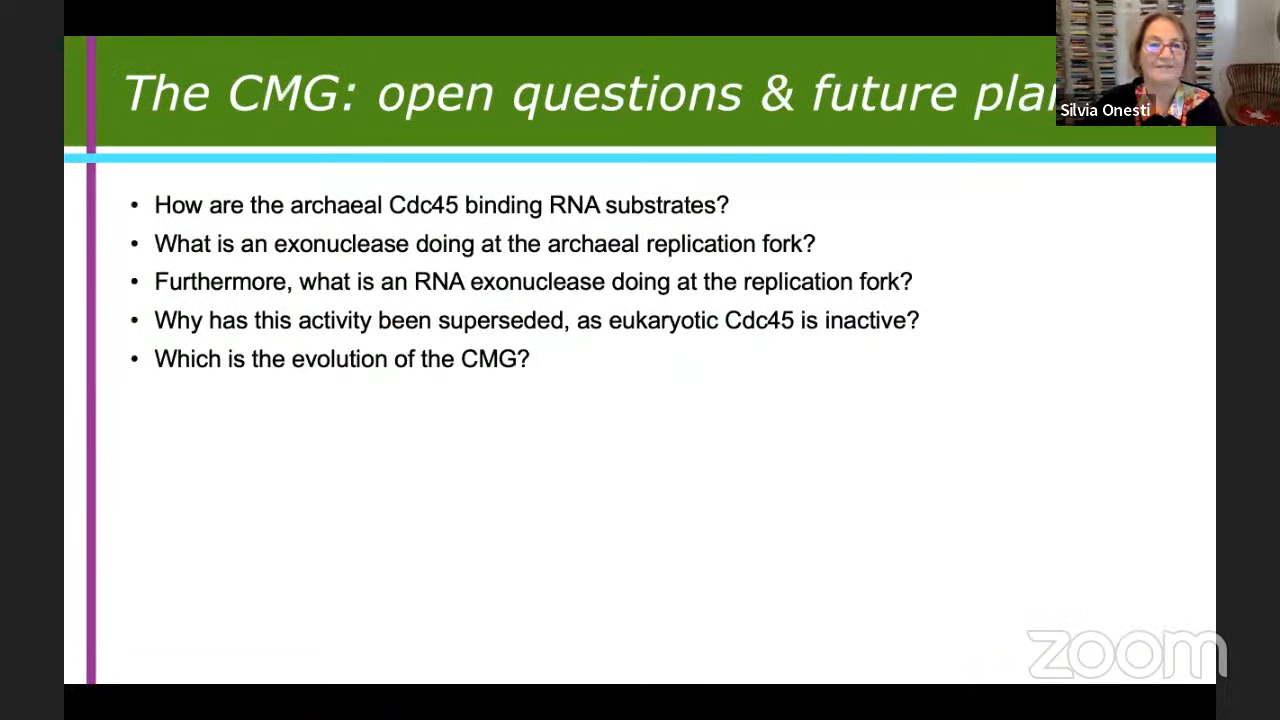 The CMG: open questions & future plan
Silvia Onesti
• How are the archaeal Cdc45 binding RNA substrates?
• What is an exonuclease doing at the archaeal replication fork?
• Furthermore, what is an RNA exonuclease doing at the replication fork?
• Why has this activity been superseded, as eukaryotic Cdc45 is inactive?
• Which is the evolution of the CMG?
zoom